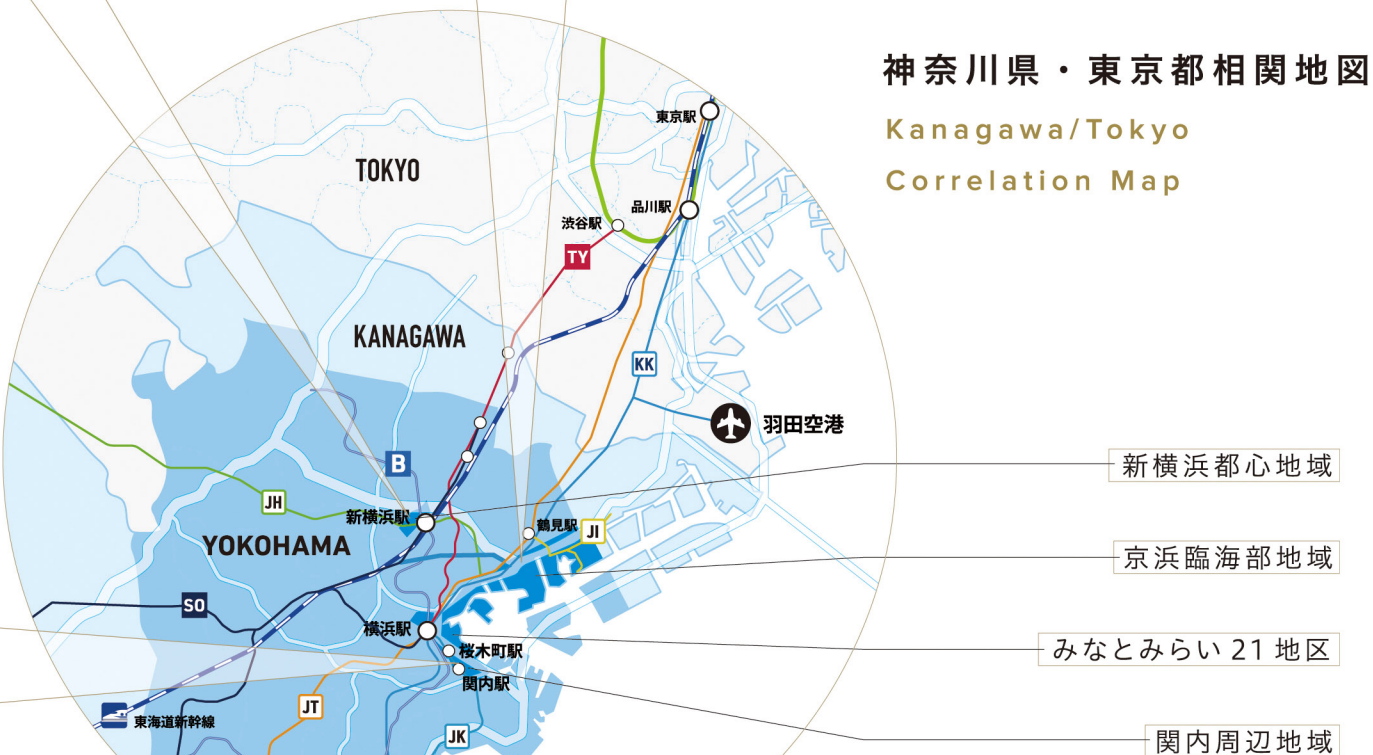 神奈川県・東京都相関地図
Kanagawa/Tokyo
Correlation Map
東京駅
TOKYO
品川駅
渋谷駅
TY
KANAGAWA
KK
羽田空港
B
新横浜都心地域
JH
新横浜駅
鶴見駅
JI
YOKOHAMA
京浜臨海部地域
SO
横浜駅
桜木町駅
みなとみらい 21 地区
関内駅
JT
東海道新幹線
JK
関内周辺地域